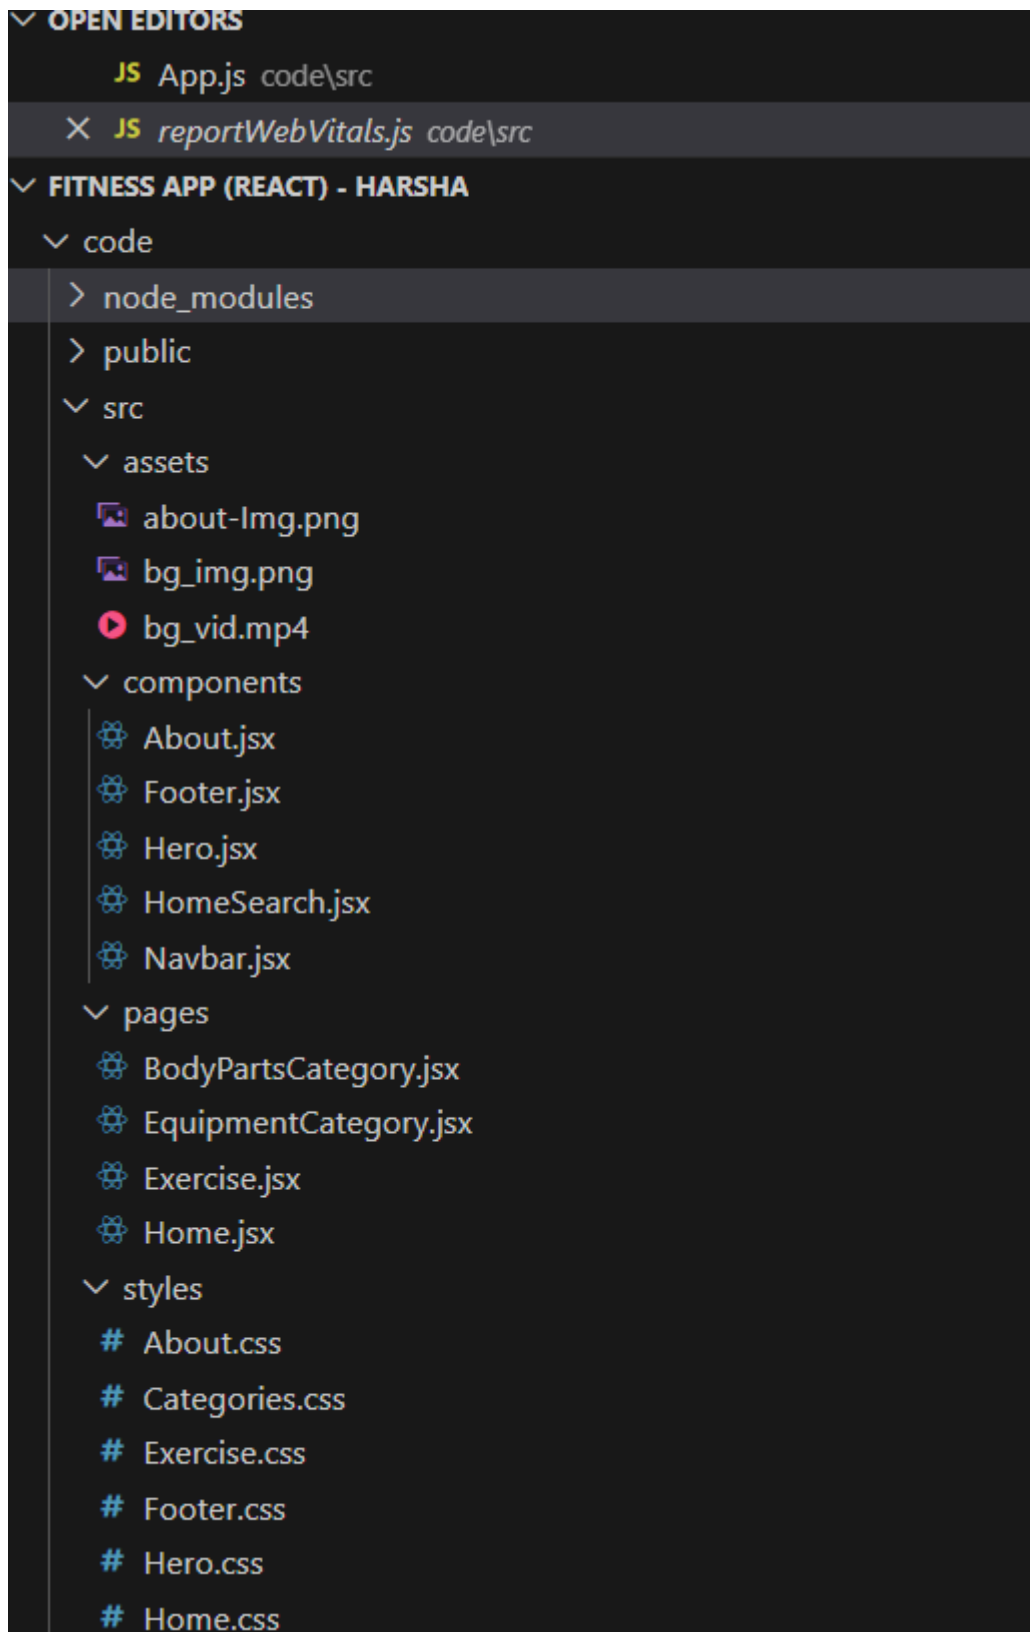 OPEN EDITORS
JS App.js code\src
JS reportWebVitals.js code\src
FITNESS APP (REACT) - HARSHA
code
node_modules
public
src
assets
about-Img.png
bg_img.png
bg_vid.mp4
components
About.jsx
Footer.jsx
Hero.jsx
HomeSearch.jsx
Navbar.jsx
pages
BodyPartsCategory.jsx
EquipmentCategory.jsx
Exercise.jsx
Home.jsx
styles
# About.css
# Categories.css
# Exercise.css
# Footer.css
# Hero.css
# Home.css